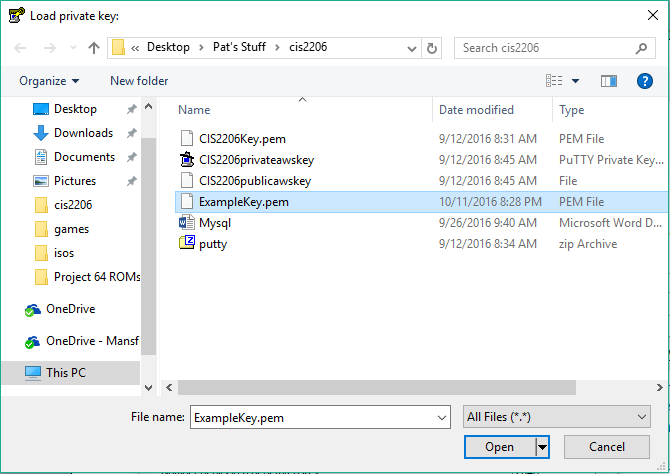 Load private key:
« Desktop > Pat's Stuff > cis2206
Search cis2206
Organize
New folder
Name
Date modified
Type
Desktop
Downloads
Documents
Pictures
cis2206
games
isos
Project 64 ROMs
OneDrive
OneDrive - Mansf
This PC
CIS2206Key.pem 9/12/2016 8:31 AM PEM File
CIS2206privateawskey 9/12/2016 8:45 AM PuTTY Private Key...
CIS2206publicawskey 9/12/2016 8:45 AM File
ExampleKey.pem 10/11/2016 8:28 PM PEM File
Mysql 9/26/2016 9:40 AM Microsoft Word D...
putty 9/12/2016 8:34 AM zip Archive
File name: ExampleKey.pem
All Files (*.*)
Open
Cancel